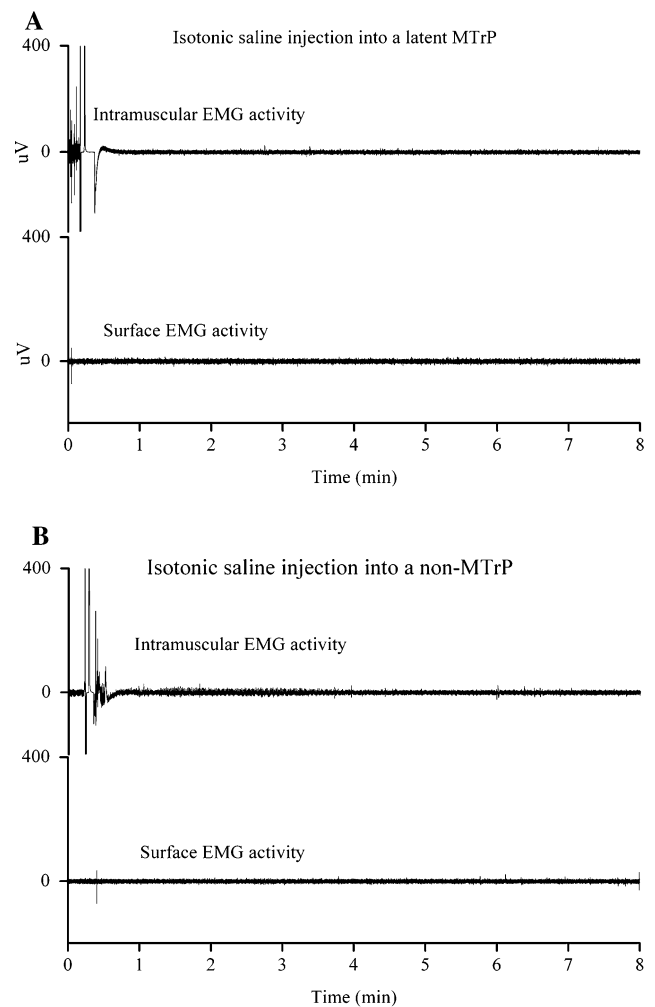 A
Isotonic saline injection into a latent MTrP
400
Intramuscular EMG activity
uV
0
400
Surface EMG activity
uV
0
0 1 2 3 4 5 6 7 8
Time (min)
B
Isotonic saline injection into a non-MTrP
400
Intramuscular EMG activity
0
400
Surface EMG activity
0
0 1 2 3 4 5 6 7 8
Time (min)